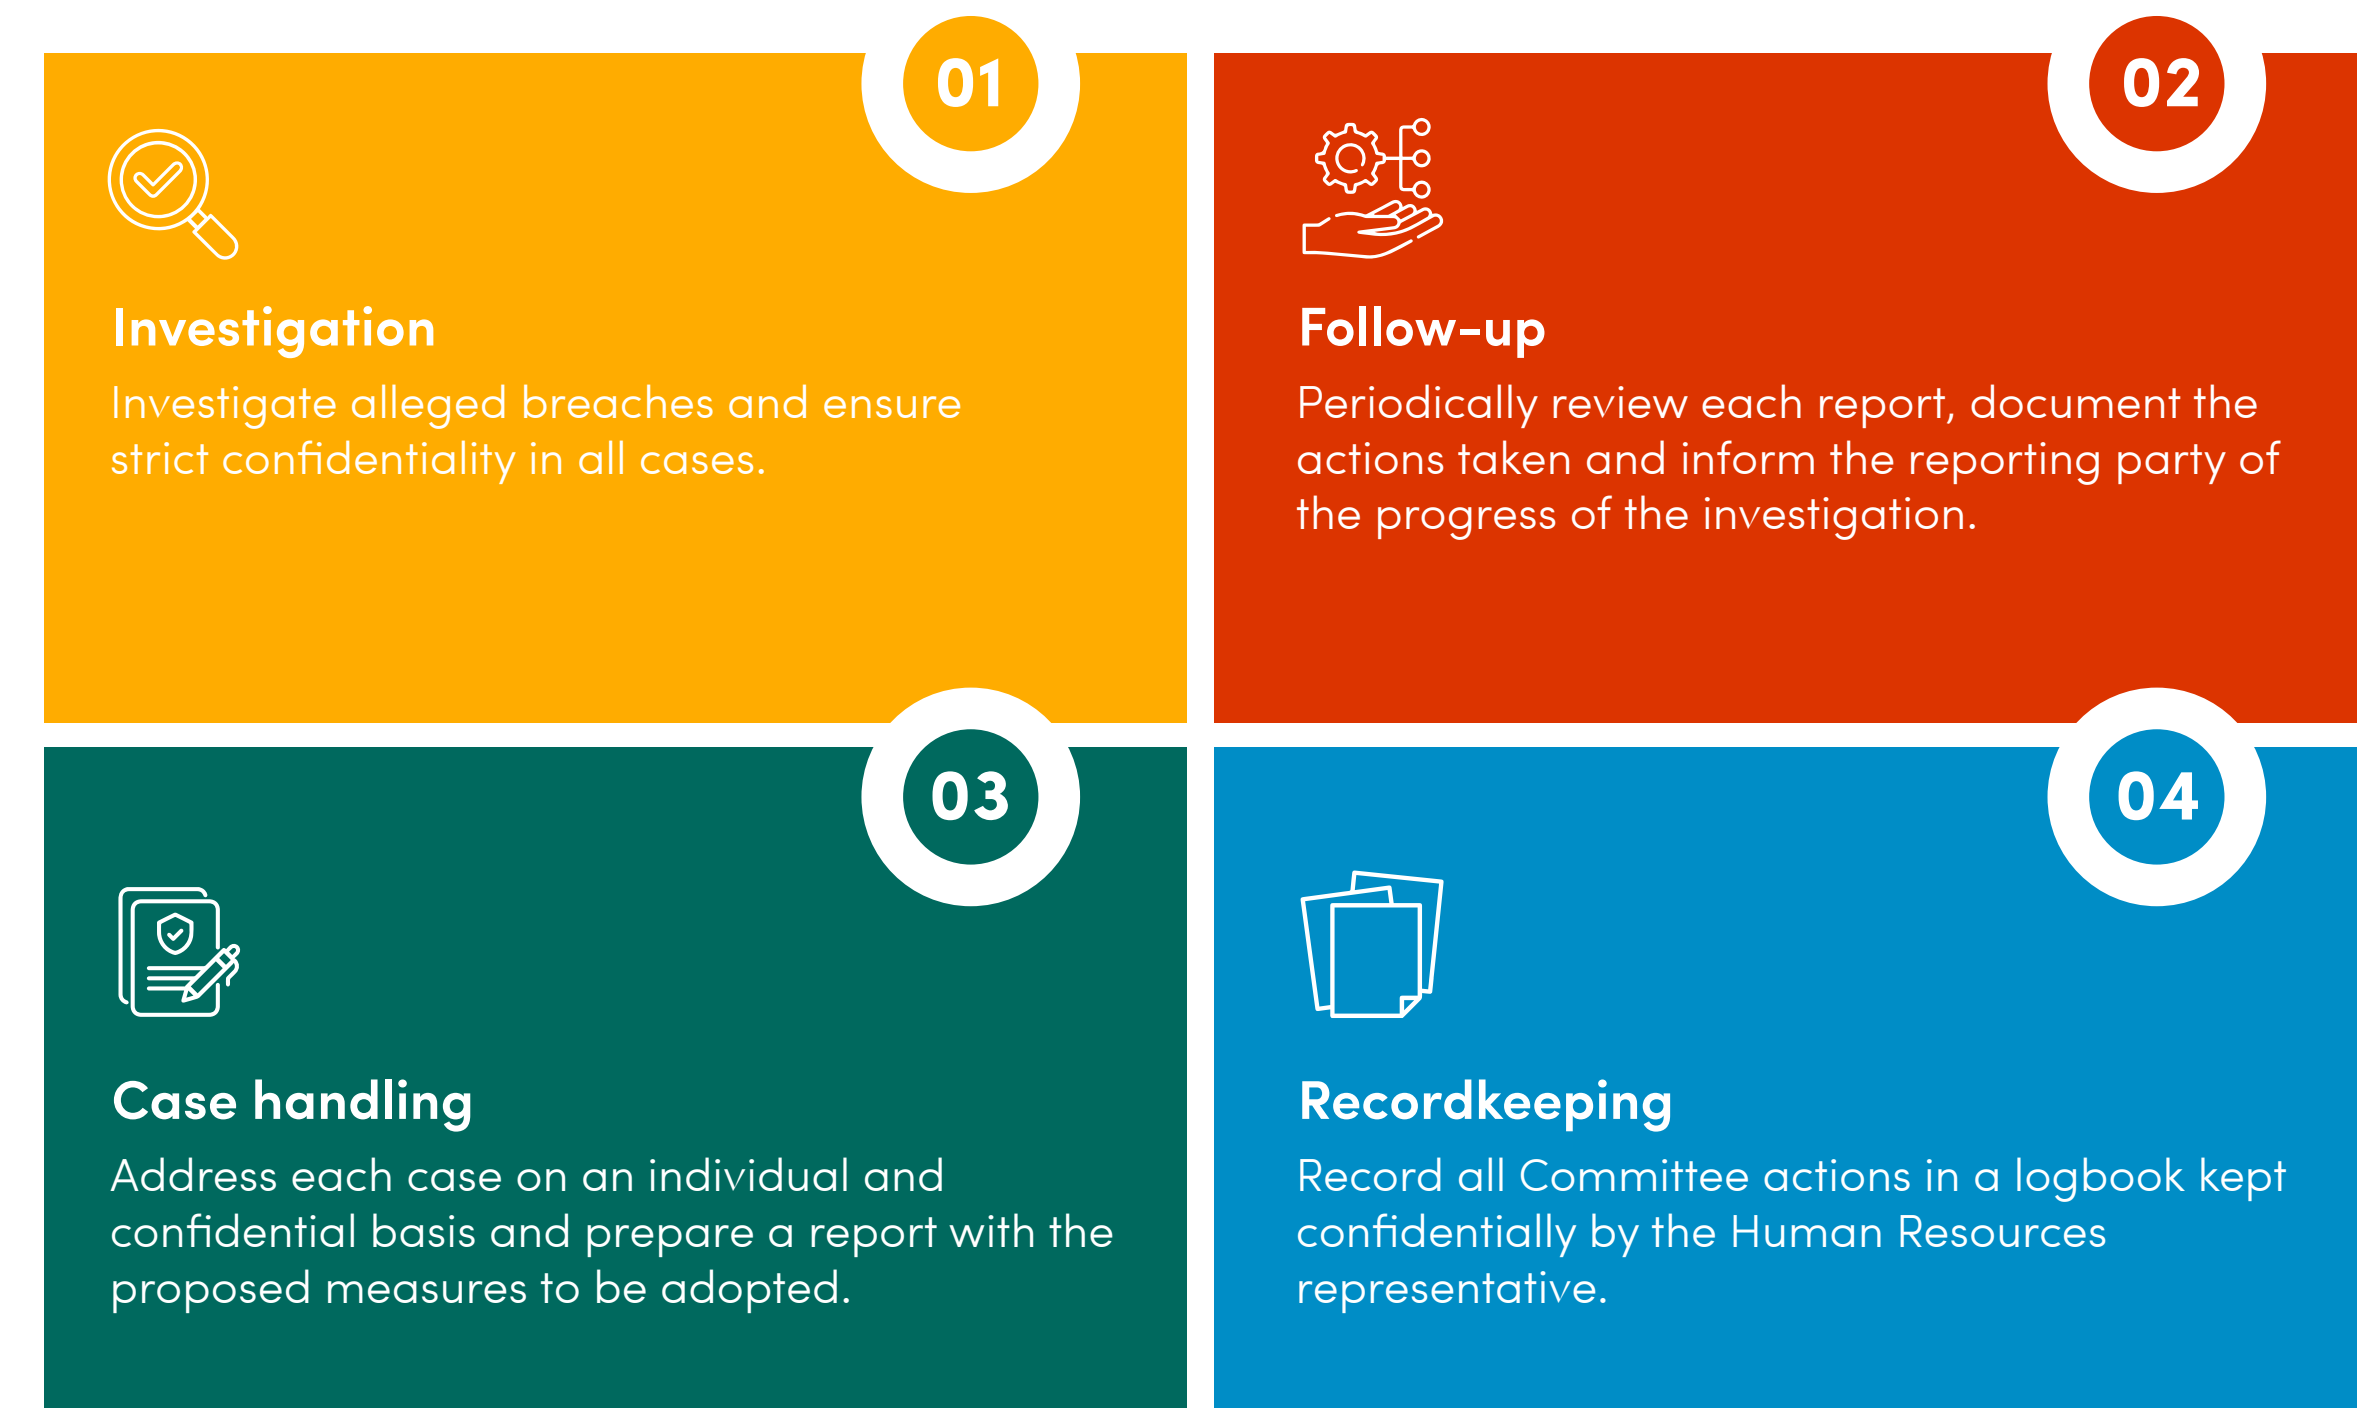 01
Investigation
Investigate alleged breaches and ensure
strict confidentiality in all cases.
02
Follow-up
Periodically review each report, document the
actions taken and inform the reporting party of
the progress of the investigation.
03
Case handling
Address each case on an individual and
confidential basis and prepare a report with the
proposed measures to be adopted.
04
Recordkeeping
Record all Committee actions in a logbook kept
confidentially by the Human Resources
representative.